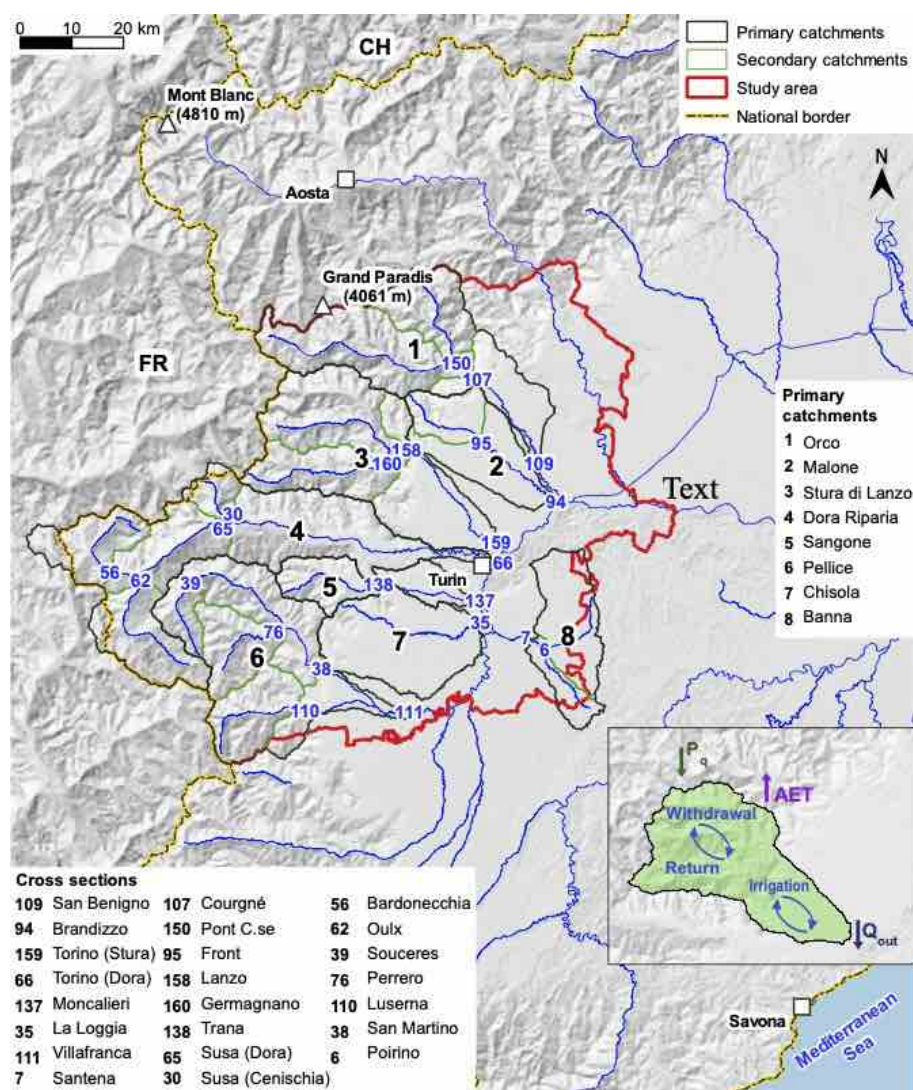 0 10 20 km
CH
Primary catchments
Secondary catchments
Study area
National border
Mont Blanc
(4810 m)
N
Aosta
Grand Paradis
(4061 m)
FR
1
150
107
Primary
catchments
1 Orco
2 Malone
3 Stura di Lanzo
4 Dora Riparia
5 Sangone
6 Pellice
7 Chisola
8 Banna
95
158
3
160
2
109
94
Text
30
65
4
159
66
Turin
56
62
39
5
138
137
35
76
7
7
8
6
6
38
110
111
P
q
AET
Withdrawal
Return
Irrigation
Q
out
Cross sections
109 San Benigno 107 Courgné 56 Bardonecchia
94 Brandizzo 150 Pont C.se 62 Oulx
159 Torino (Stura) 95 Front 39 Souceres
66 Torino (Dora) 158 Lanzo 76 Perrero
137 Moncalieri 160 Germagnano 110 Luserna
35 La Loggia 138 Trana 38 San Martino
111 Villafranca 65 Susa (Dora) 6 Poirino
7 Santena 30 Susa (Cenischia)
Savona
Mediterranean
Sea